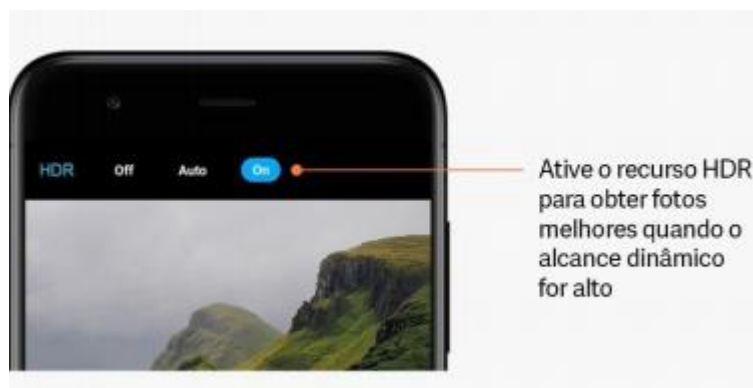 HDR Off Auto On
Ative o recurso HDR
para obter fotos
melhores quando o
alcance dinâmico
for alto